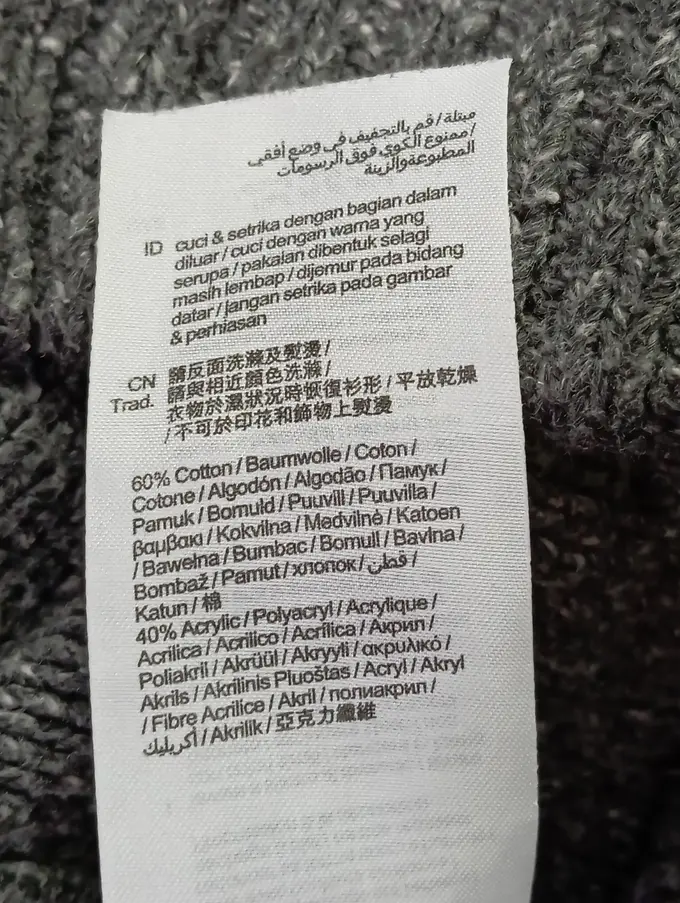 مبتلة/قم بالتجفيف في وضع أفقي
/ممنوع الكوي فوق الرسومات
المطبوعةوالزينة
ID cuci & setrika dengan bagian dalam
diluar / cuci dengan warna yang
serupa / pakaian dibentuk selagi
masih lembap / dijemur pada bidang
datar / jangan setrika pada gambar
& perhiasan
CN 請反面洗滌及熨燙 /
Trad. 請與相近顏色洗滌 /
衣物於濕狀況時恢復衫形 / 平放乾燥
/ 不可於印花和飾物上熨燙
60% Cotton / Baumwolle / Coton /
Cotone / Algodón / Algodão / Памук /
Pamuk / Bomuld / Puuvill / Puuvilla /
βαμβακι / Kokvilna / Medvilnė / Katoen
/ Bawełna / Bumbac / Bomull / Bavlna /
Bombaž / Pamut / хлопок / قطن /
Katun / 棉
40% Acrylic / Polyacryl / Acrylique /
Acrilica / Acrilico / Acrílica / Акрил /
Poliakril / Akrüül / Akryyli / ακρυλικό /
Akrils / Akrilinis Pluoštas / Acryl / Akryl
/ Fibre Acrilice / Akril / полиакрил /
أكريليك / Akrilik / 亞克力纖維